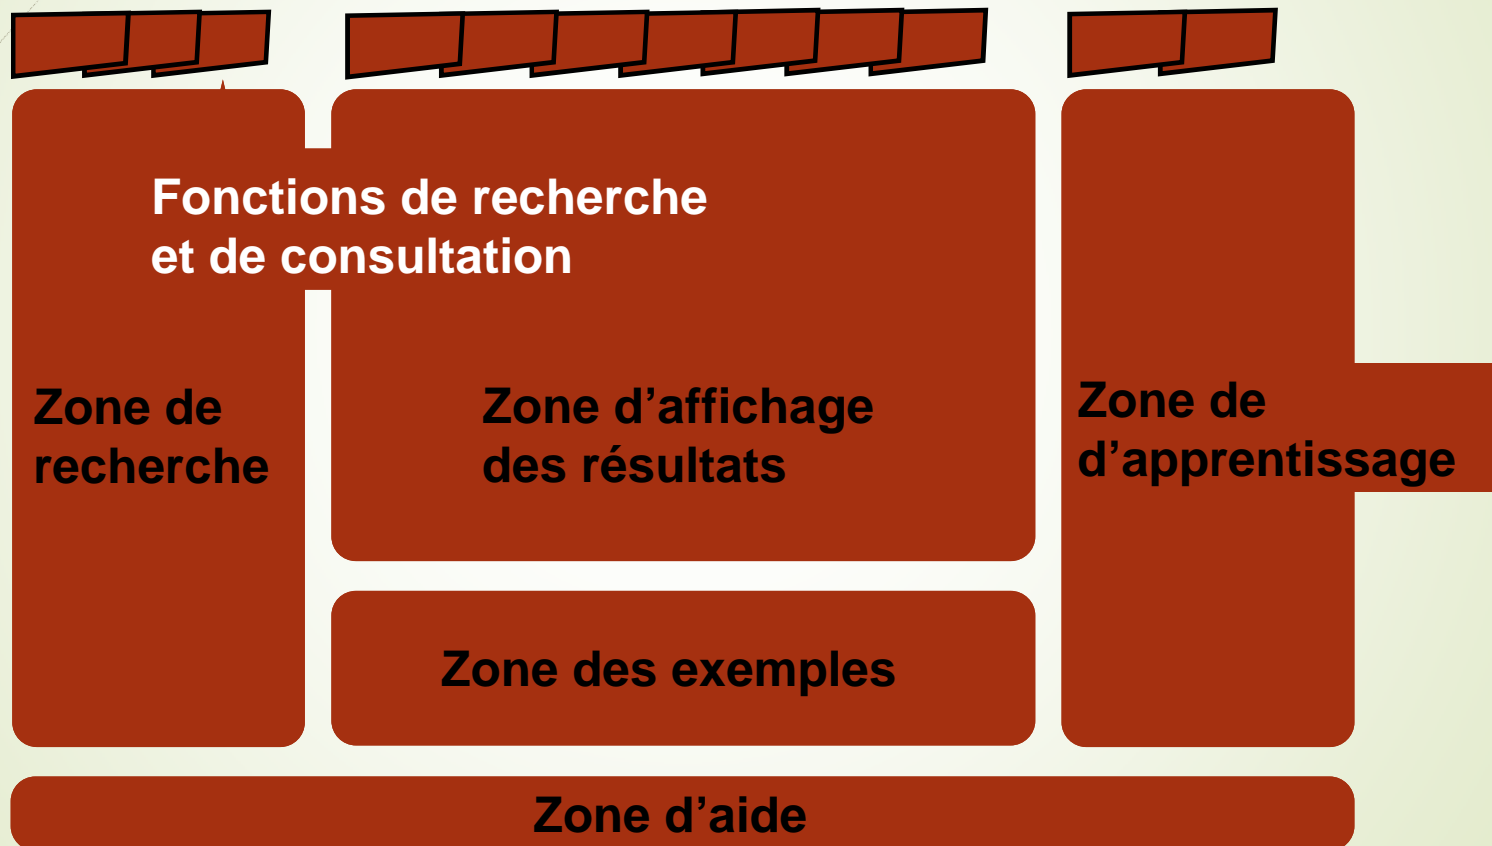 Fonctions de recherche
et de consultation
Zone de
recherche
Zone d’affichage
des résultats
Zone de
d’apprentissage
Zone des exemples
Zone d’aide